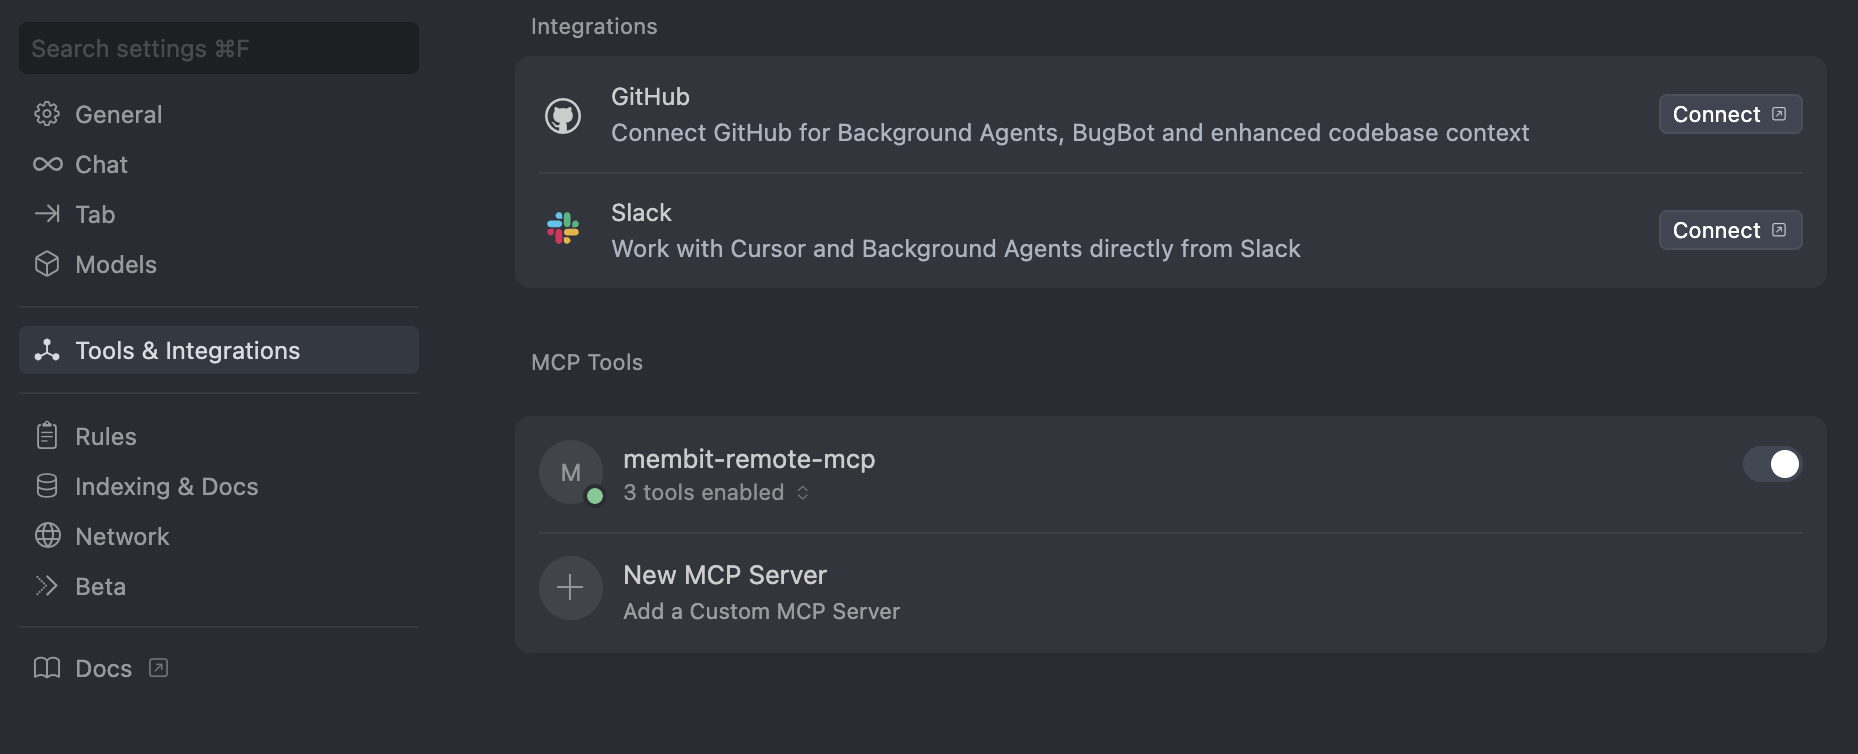 Search settings ⌘F
General
Chat
Tab
Models
Tools & Integrations
Rules
Indexing & Docs
Network
Beta
Docs
Integrations
GitHub
Connect GitHub for Background Agents, BugBot and enhanced codebase context
Connect
Slack
Work with Cursor and Background Agents directly from Slack
Connect
MCP Tools
M
membit-remote-mcp
3 tools enabled
New MCP Server
Add a Custom MCP Server